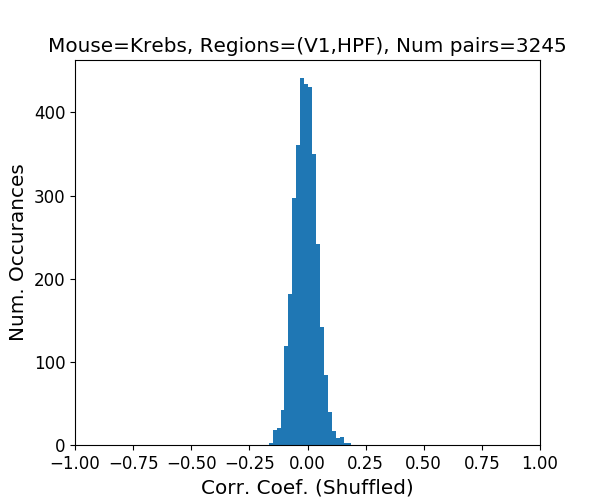 Mouse=Krebs, Regions=(V1,HPF), Num pairs=3245
Num. Occurances
400
300
200
100
0
−1.00 −0.75 −0.50 −0.25 0.00 0.25 0.50 0.75 1.00
Corr. Coef. (Shuffled)